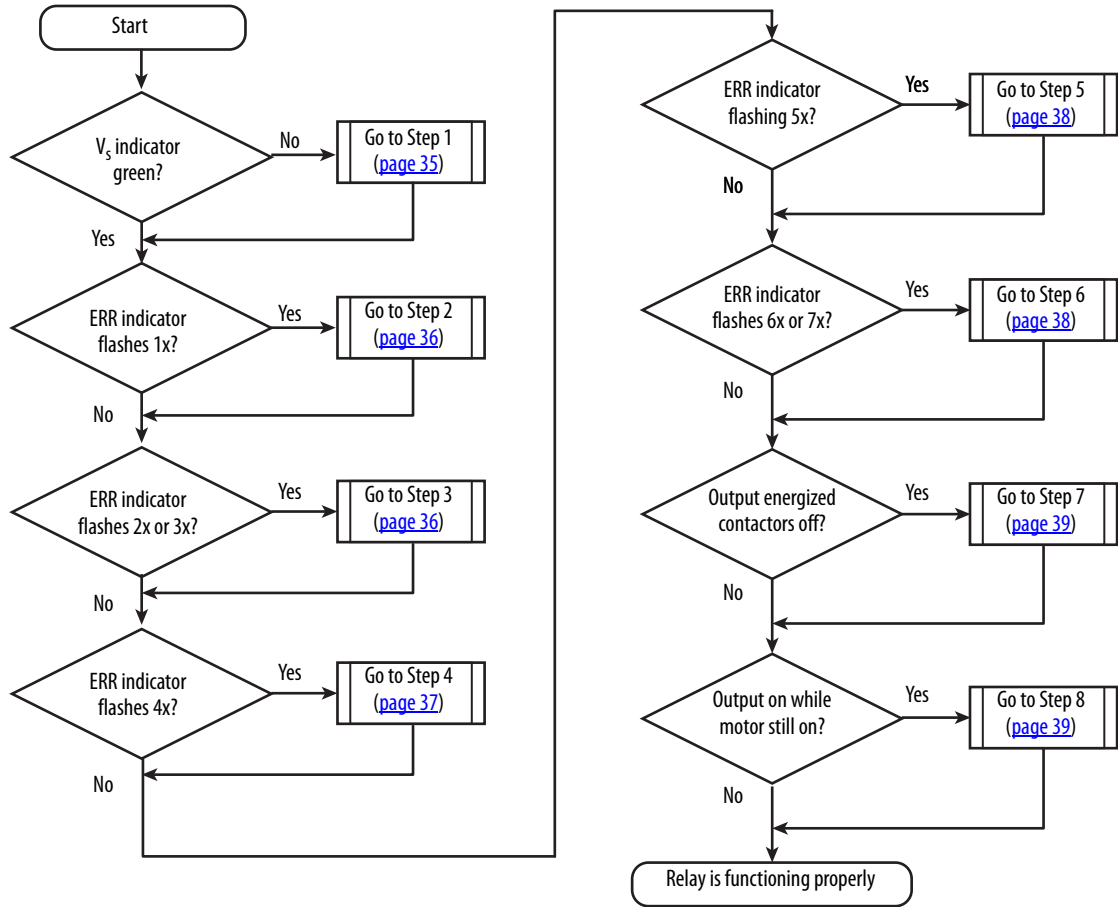 Start
Vs indicator
green?
No
Go to Step 1
(page 35)
Yes
ERR indicator
flashes 1x?
Yes
Go to Step 2
(page 36)
No
ERR indicator
flashes 2x or 3x?
Yes
Go to Step 3
(page 36)
No
ERR indicator
flashes 4x?
Yes
Go to Step 4
(page 37)
No
ERR indicator
flashing 5x?
Yes
Go to Step 5
(page 38)
No
ERR indicator
flashes 6x or 7x?
Yes
Go to Step 6
(page 38)
No
Output energized
contactors off?
Yes
Go to Step 7
(page 39)
No
Output on while
motor still on?
Yes
Go to Step 8
(page 39)
No
Relay is functioning properly